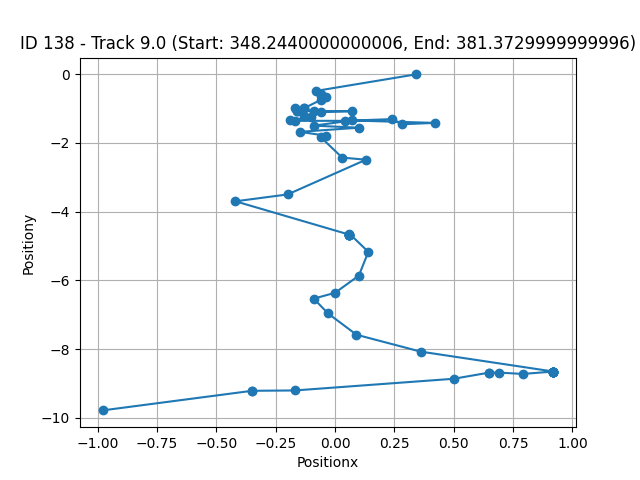 ID 138 - Track 9.0 (Start: 348.2440000000006, End: 381.3729999999996)
0
−2
−4
−6
−8
−10
Positiony
−1.00 −0.75 −0.50 −0.25 0.00 0.25 0.50 0.75 1.00
Positionx